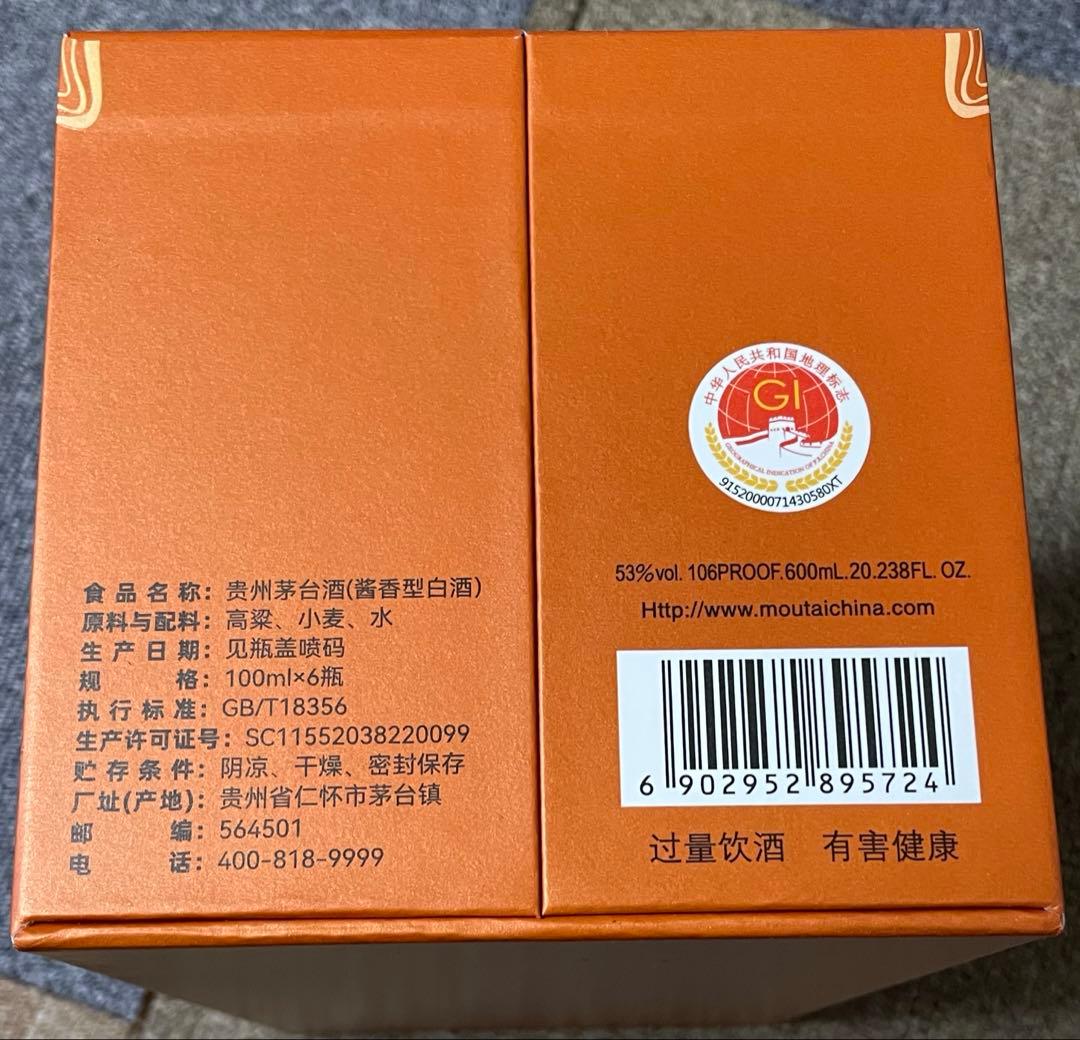 食品名称：贵州茅台酒(酱香型白酒)
原料与配料：高粱、小麦、水
生产日期：见瓶盖喷码
规格：100ml×6瓶
执行标准：GB/T18356
生产许可证号：SC11552038220099
贮存条件：阴凉、干燥、密封保存
厂址(产地)：贵州省仁怀市茅台镇
邮编：564501
电话：400-818-9999
中华人民共和国地理标志
GI
GEOGRAPHICAL INDICATION OF P.R.CHINA
9152000071430580XT
53%vol. 106PROOF.600mL.20.238FL. OZ.
Http://www.moutaichina.com
6 902952 895724
过量饮酒 有害健康